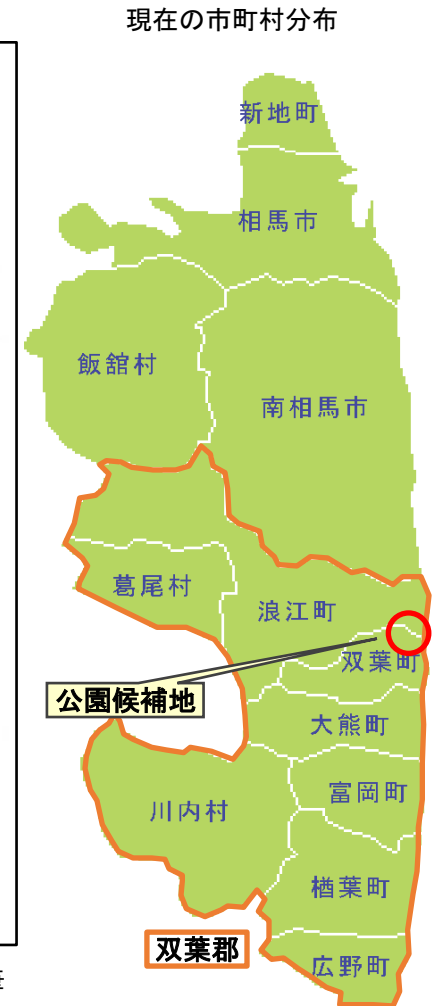 現在の市町村分布
新地町
相馬市
飯舘村
南相馬市
葛尾村
浪江町
双葉町
公園候補地
大熊町
富岡町
川内村
楢葉町
双葉郡
広野町